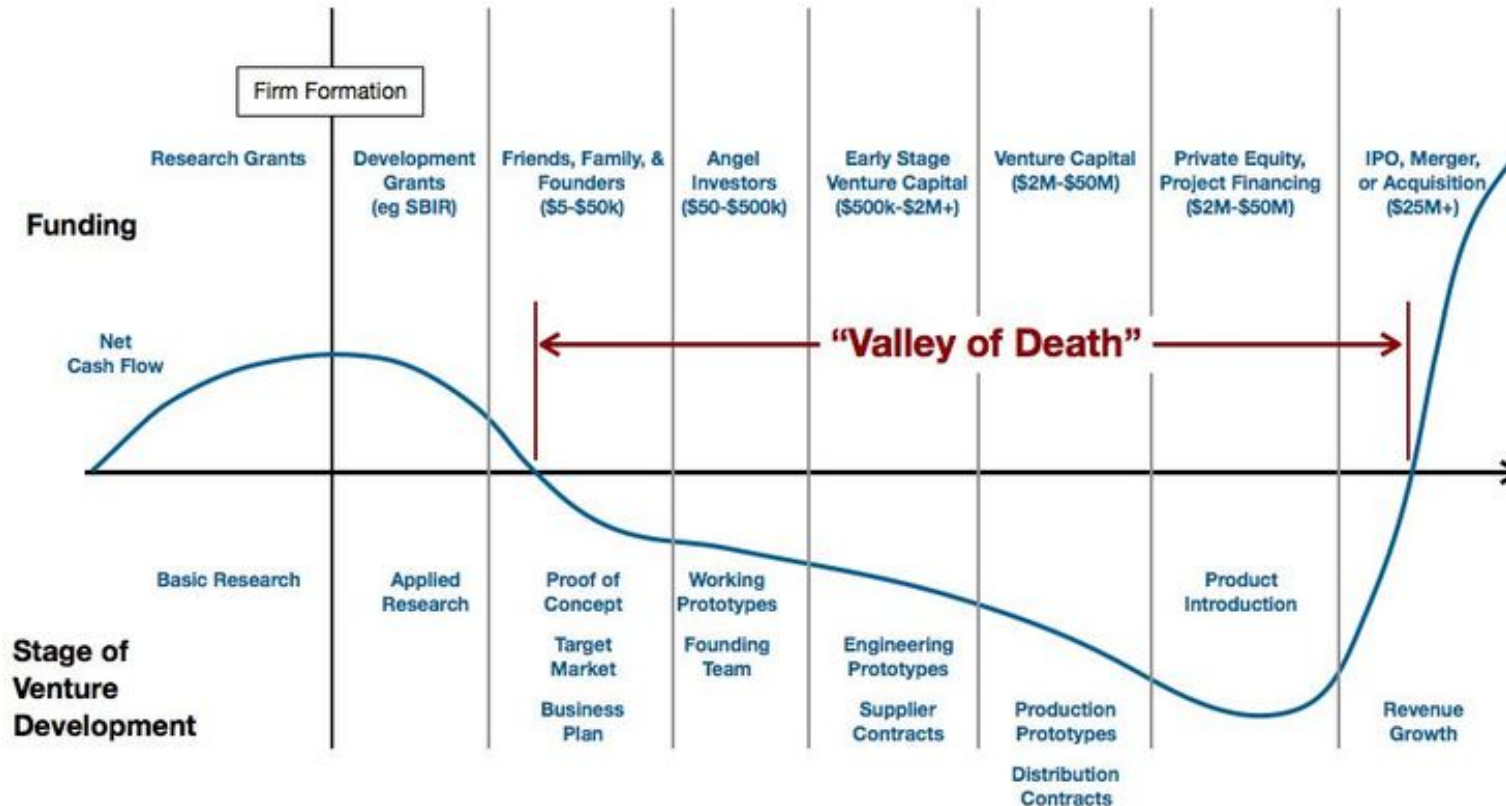 Firm Formation
Research Grants
Development
Grants
(eg SBIR)
Friends, Family, &
Founders
($5-$50k)
Angel
Investors
($50-$500k)
Early Stage
Venture Capital
($500k-$2M+)
Venture Capital
($2M-$50M)
Private Equity,
Project Financing
($2M-$50M)
IPO, Merger,
or Acquisition
($25M+)
Funding
Net
Cash Flow
“Valley of Death”
Basic Research
Applied
Research
Proof of
Concept
Target
Market
Business
Plan
Working
Prototypes
Founding
Team
Engineering
Prototypes
Supplier
Contracts
Production
Prototypes
Distribution
Contracts
Product
Introduction
Revenue
Growth
Stage of
Venture
Development